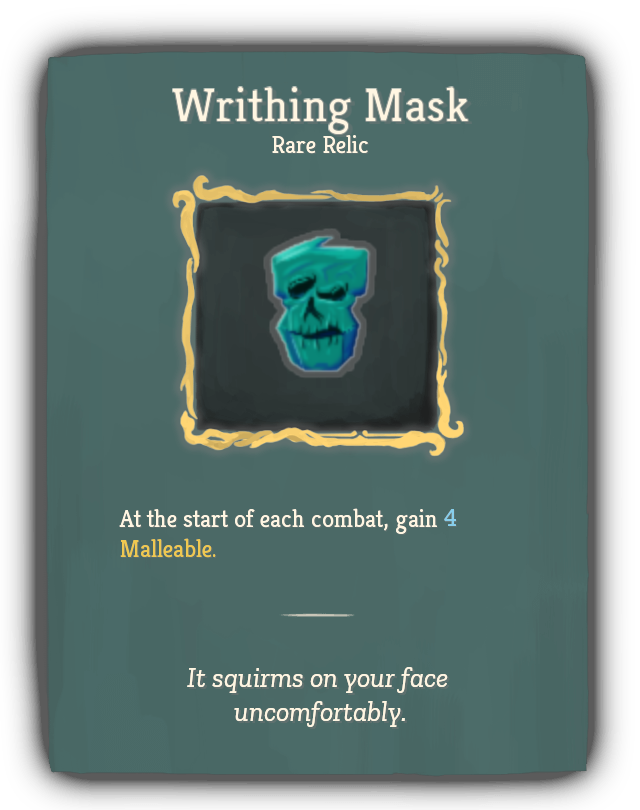 Writhing Mask
Rare Relic
At the start of each combat, gain 4
Malleable.
It squirms on your face
uncomfortably.